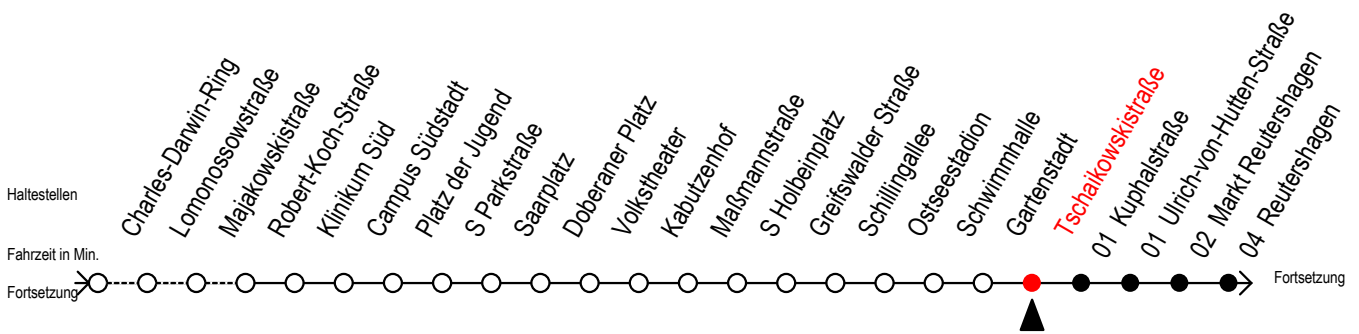 Haltestellen
Charles-Darwin-Ring
Lomonossowstraße
Majakowskistraße
Robert-Koch-Straße
Klinikum Süd
Campus Südstadt
Platz der Jugend
S Parkstraße
Saarplatz
Doberaner Platz
Volkstheater
Kabutzenhof
Maßmannstraße
S Holbeinplatz
Greifswalder Straße
Schillingallee
Ostseestadion
Schwimmhalle
Gartenstadt
Tschaikowskistraße
01 Kuphalstraße
01 Ulrich-von-Hutten-Straße
02 Markt Reutershagen
04 Reutershagen
Fahrzeit in Min.
Fortsetzung
Fortsetzung